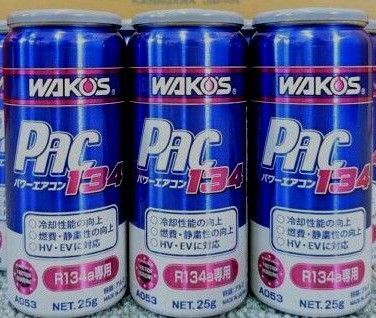 WAKO'S®
PAC
パワーエアコン 134
○冷却性能の向上
○燃費・静粛性の向上
○HV・EVに対応
R134a専用
A053 NET. 25g
WAKO'S®
PAC
パワーエアコン 134
○冷却性能の向上
○燃費・静粛性の向上
○HV・EVに対応
R134a専用
A053 NET. 25g
WAKO'S®
PAC
パワーエアコン 134
○冷却性能の向上
○燃費・静粛性の向上
○HV・EVに対応
R134a専用
A053 NET. 25g